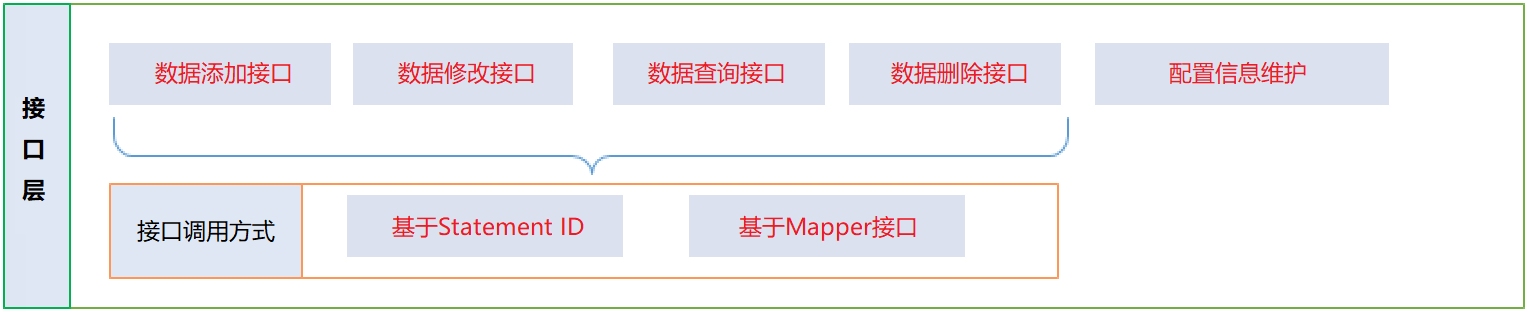 接口层
数据添加接口
数据修改接口
数据查询接口
数据删除接口
配置信息维护
接口调用方式
基于Statement ID
基于Mapper接口